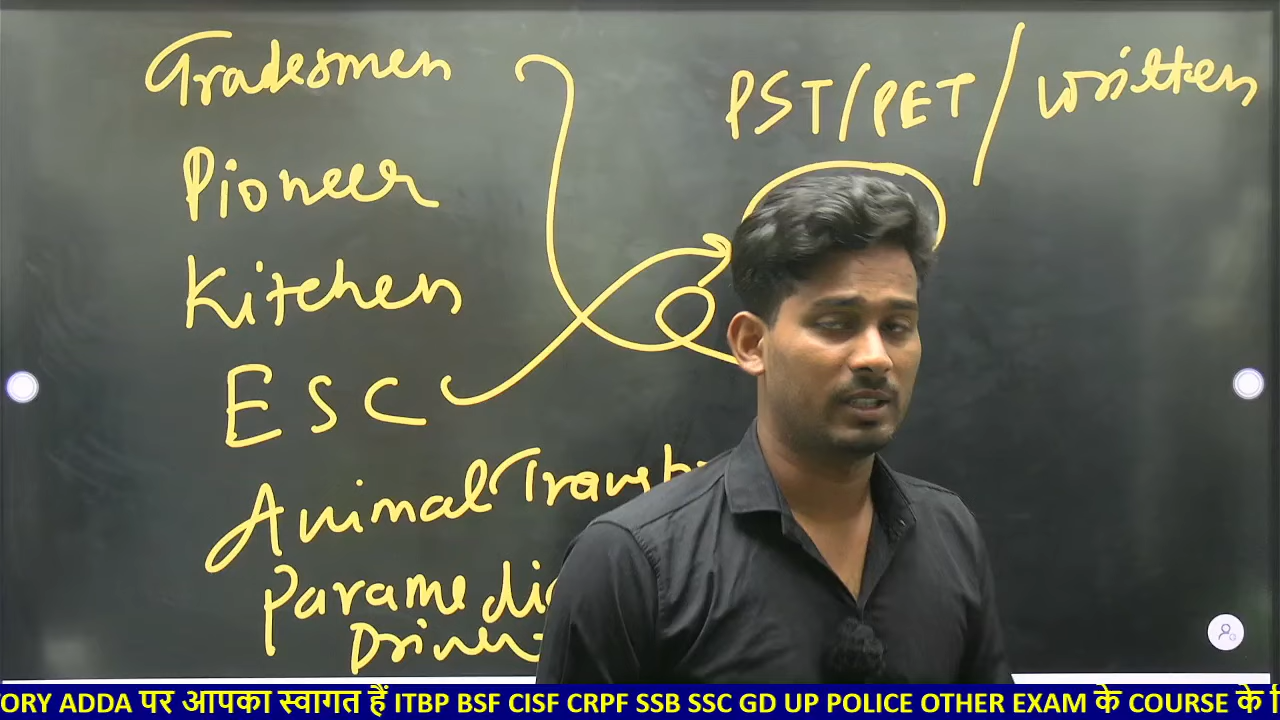 Tradesmen
PST/PET/written
Pioneer
Kitchen
ESC
Animal
Paramedic
Driver
ORY ADDA पर आपका स्वागत हैं ITBP BSF CISF CRPF SSB SSC GD UP POLICE OTHER EXAM के COURSE के